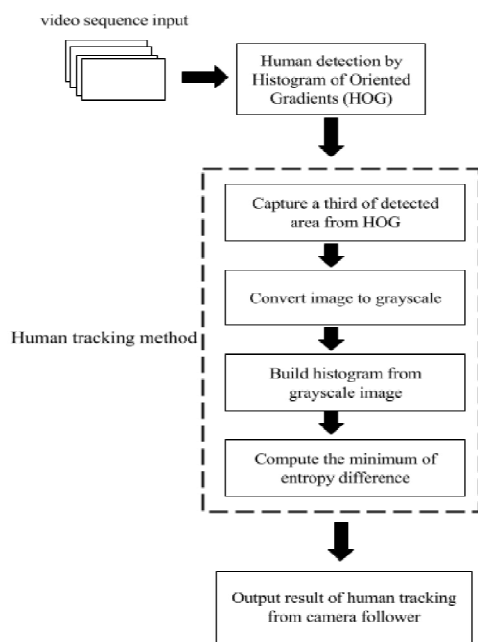 video sequence input
Human detection by
Histogram of Oriented
Gradients (HOG)
Capture a third of detected
area from HOG
Convert image to grayscale
Human tracking method
Build histogram from
grayscale image
Compute the minimum of
entropy difference
Output result of human tracking
from camera follower